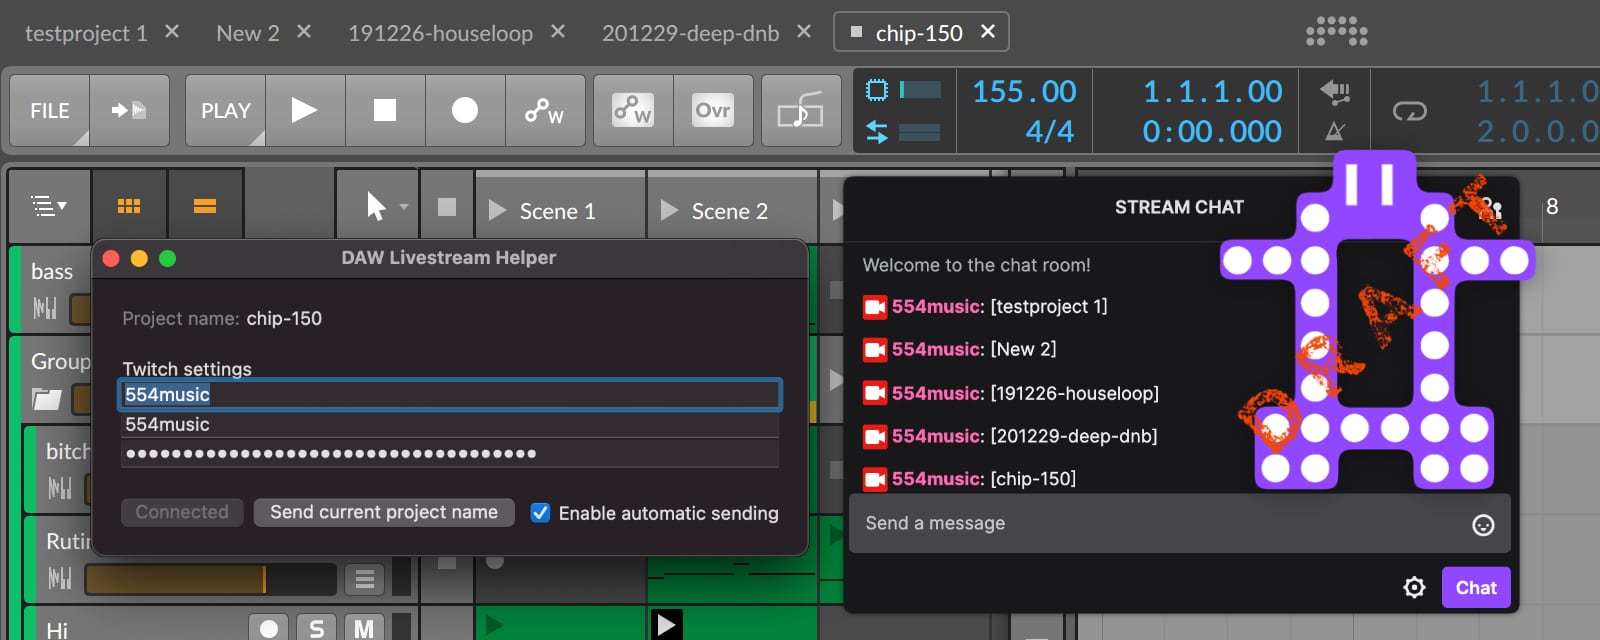 testproject 1
New 2
191226-houseloop
201229-deep-dnb
chip-150
FILE
PLAY
W
W
Ovr
155.00
4/4
1.1.1.00
0:00.000
1.1.1.0
2.0.0.0
Scene 1
Scene 2
8
bass
Group
bitch
Rutin
Hi
S
M
DAW Livestream Helper
Project name: chip-150
Twitch settings
554music
554music
Connected
Send current project name
Enable automatic sending
STREAM CHAT
Welcome to the chat room!
554music: [testproject 1]
554music: [New 2]
554music: [191226-houseloop]
554music: [201229-deep-dnb]
554music: [chip-150]
Send a message
Chat
DRAFT